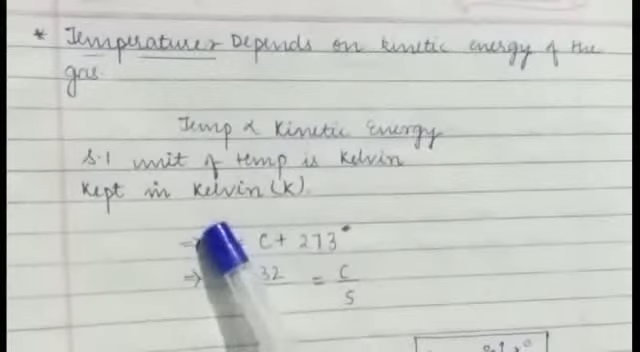 * Temperature → Depends on kinetic energy of the
gas.
Temp ∝ Kinetic Energy
S.I unit of temp is Kelvin
Kept in Kelvin (K).
⇒ = C + 273°
⇒ 32 = C
5